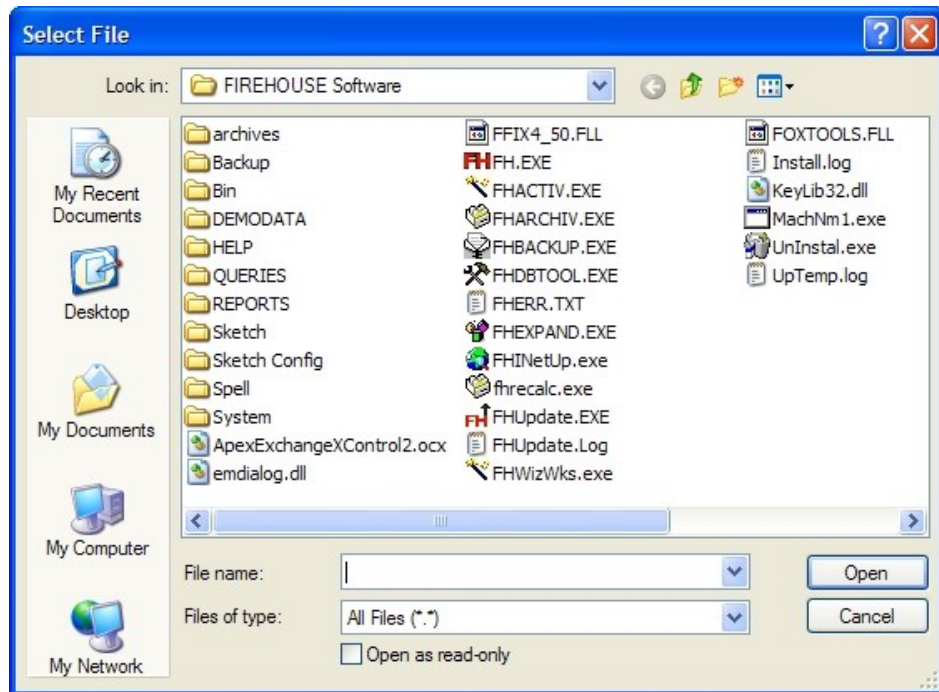 Select File
Look in:
FIREHOUSE Software
My Recent
Documents
Desktop
My Documents
My Computer
My Network
archives
Backup
Bin
DEMODATA
HELP
QUERIES
REPORTS
Sketch
Sketch Config
Spell
System
ApexExchangeXControl2.ocx
emdialog.dll
FFIX4_50.FLL
FH FH.EXE
FHACTIV.EXE
FHARCHIV.EXE
FHBACKUP.EXE
FHDBTOOL.EXE
FHERR.TXT
FHEXPAND.EXE
FHINetUp.exe
fhrecalc.exe
FH FHUpdate.EXE
FHUpdate.Log
FHWizWks.exe
FOXTOOLS.FLL
Install.log
KeyLib32.dll
MachNm1.exe
UnInstal.exe
UpTemp.log
File name:
Open
Files of type:
All Files (*.*)
Cancel
Open as read-only